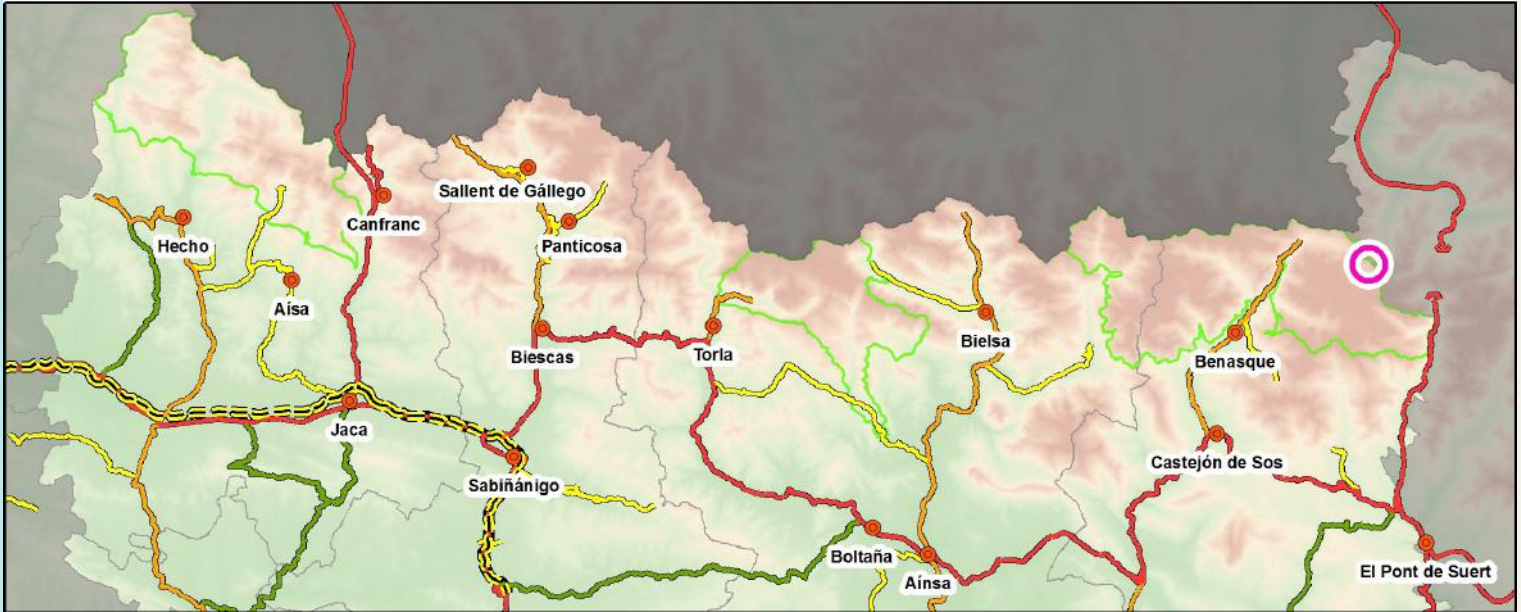 Sallent de Gállego
Canfranc
Hecho
Panticosa
Aísa
Bielsa
Biescas
Torla
Benasque
Jaca
Castejón de Sos
Sabiñánigo
Boltaña
El Pont de Suert
Aínsa